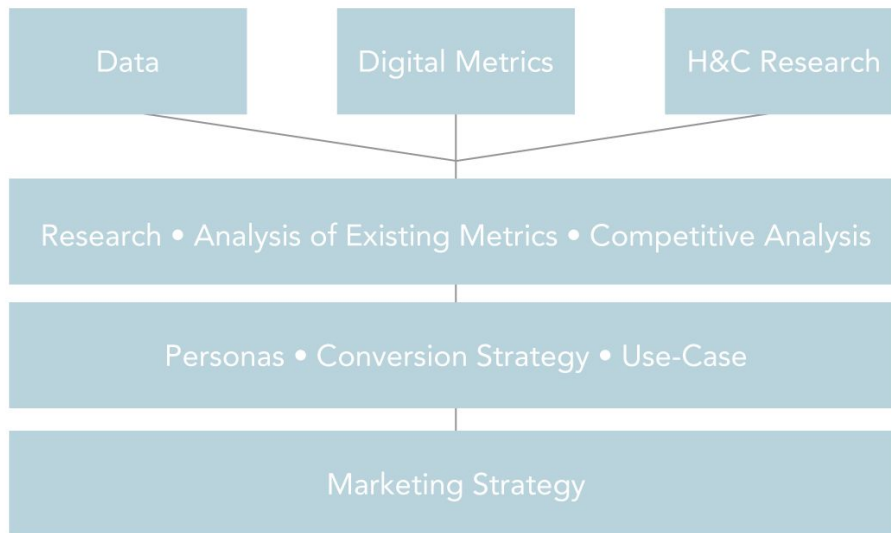 Data
Digital Metrics
H&C Research
Research • Analysis of Existing Metrics • Competitive Analysis
Personas • Conversion Strategy • Use-Case
Marketing Strategy